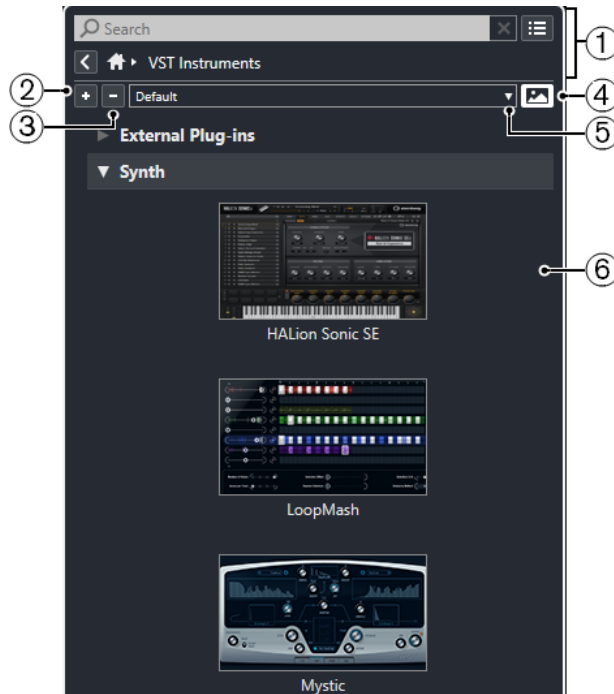 Search
①
VST Instruments
②
+ -
Default
④
③
⑤
External Plug-ins
Synth
⑥
HALion Sonic SE
LoopMash
Mystic